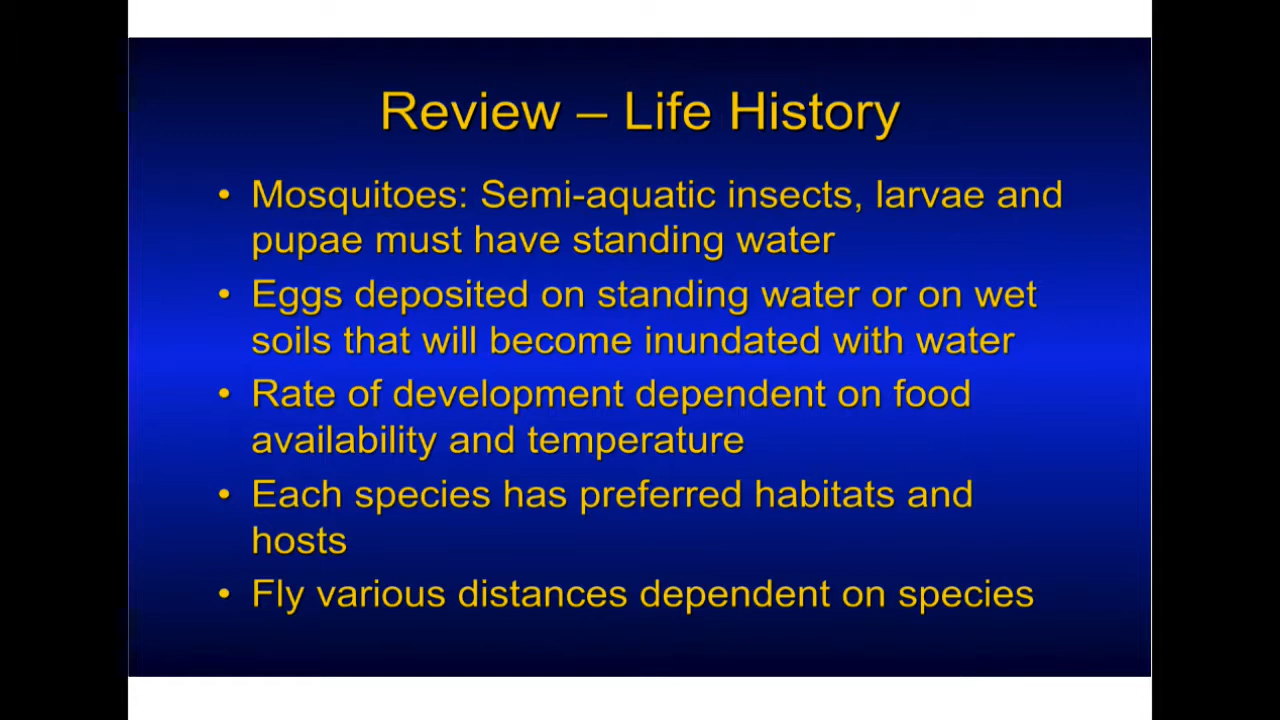 Review – Life History
• Mosquitoes: Semi-aquatic insects, larvae and
pupae must have standing water
• Eggs deposited on standing water or on wet
soils that will become inundated with water
• Rate of development dependent on food
availability and temperature
• Each species has preferred habitats and
hosts
• Fly various distances dependent on species